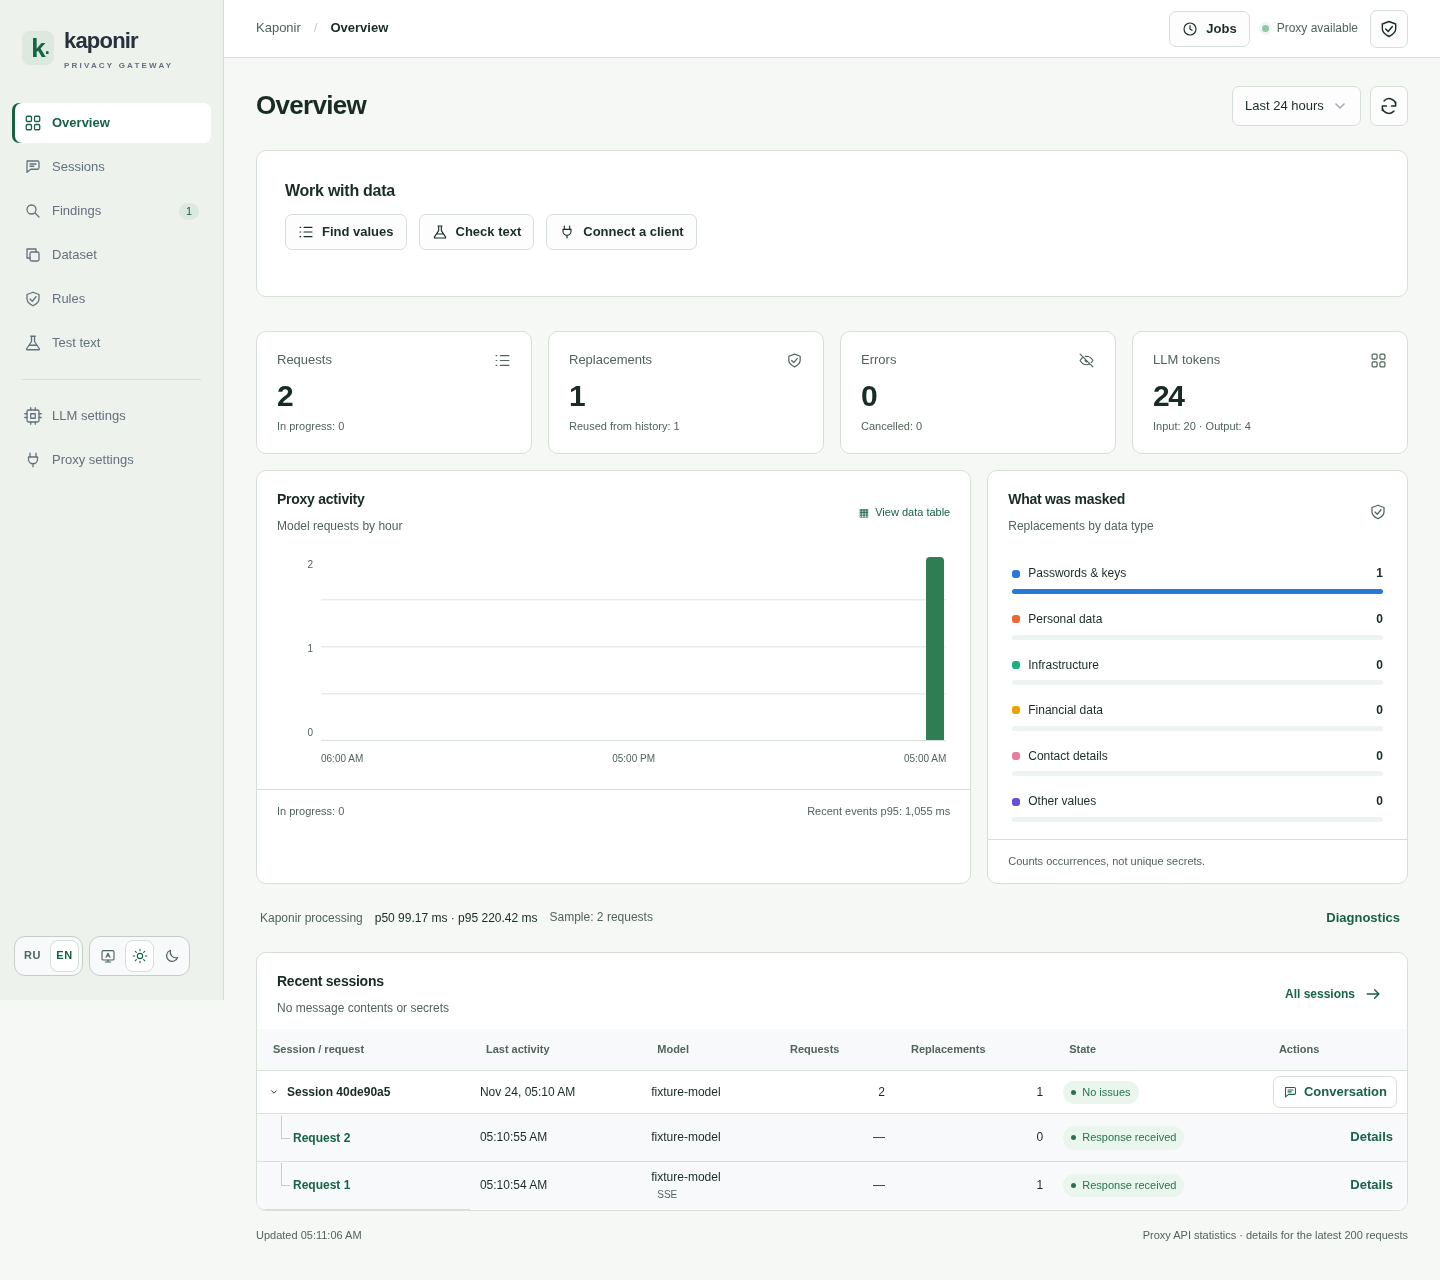 k.
kaponir
PRIVACY GATEWAY
Overview
Sessions
Findings 1
Dataset
Rules
Test text
LLM settings
Proxy settings
RU EN
Kaponir / Overview
Jobs
Proxy available
Overview
Last 24 hours
Work with data
Find values
Check text
Connect a client
Requests
2
In progress: 0
Replacements
1
Reused from history: 1
Errors
0
Cancelled: 0
LLM tokens
24
Input: 20 · Output: 4
Proxy activity
Model requests by hour
View data table
2
1
0
06:00 AM 05:00 PM 05:00 AM
In progress: 0 Recent events p95: 1,055 ms
What was masked
Replacements by data type
Passwords & keys 1
Personal data 0
Infrastructure 0
Financial data 0
Contact details 0
Other values 0
Counts occurrences, not unique secrets.
Kaponir processing p50 99.17 ms · p95 220.42 ms Sample: 2 requests Diagnostics
Recent sessions
No message contents or secrets
All sessions
Session / request Last activity Model Requests Replacements State Actions
Session 40de90a5 Nov 24, 05:10 AM fixture-model 2 1 No issues Conversation
Request 2 05:10:55 AM fixture-model — 0 Response received Details
Request 1 05:10:54 AM fixture-model — 1 Response received Details
SSE
Updated 05:11:06 AM Proxy API statistics · details for the latest 200 requests